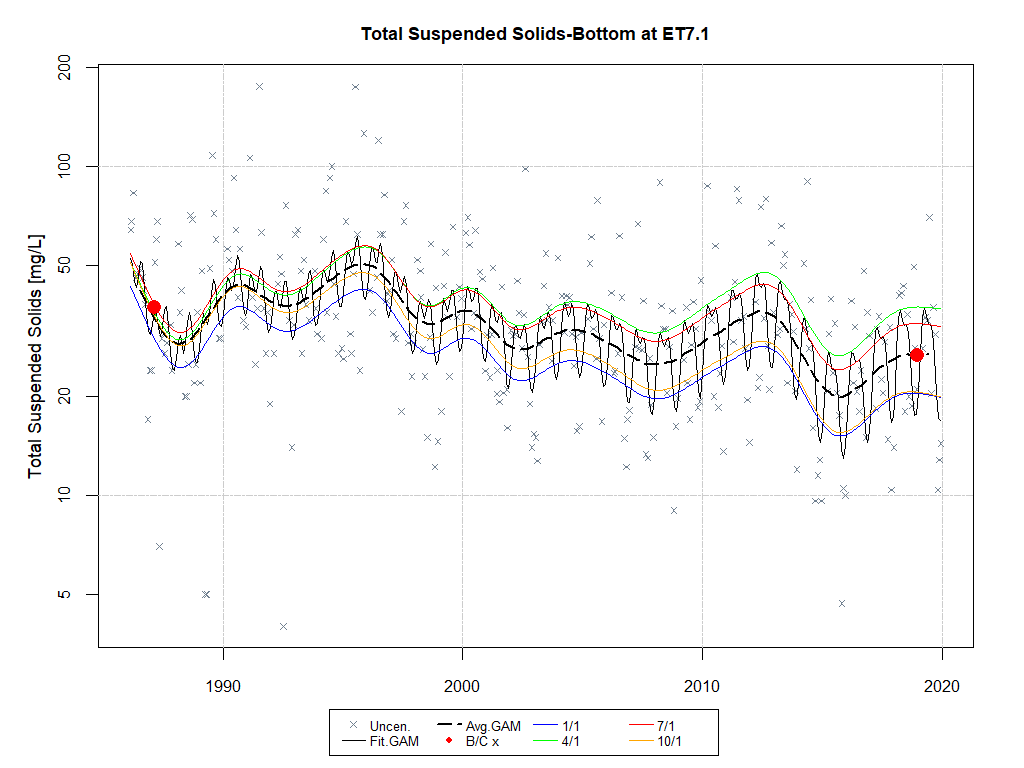 Total Suspended Solids-Bottom at ET7.1
Total Suspended Solids [mg/L]
200
100
50
20
10
5
1990 2000 2010 2020
Uncen. Avg.GAM 1/1 7/1
Fit.GAM B/C x 4/1 10/1